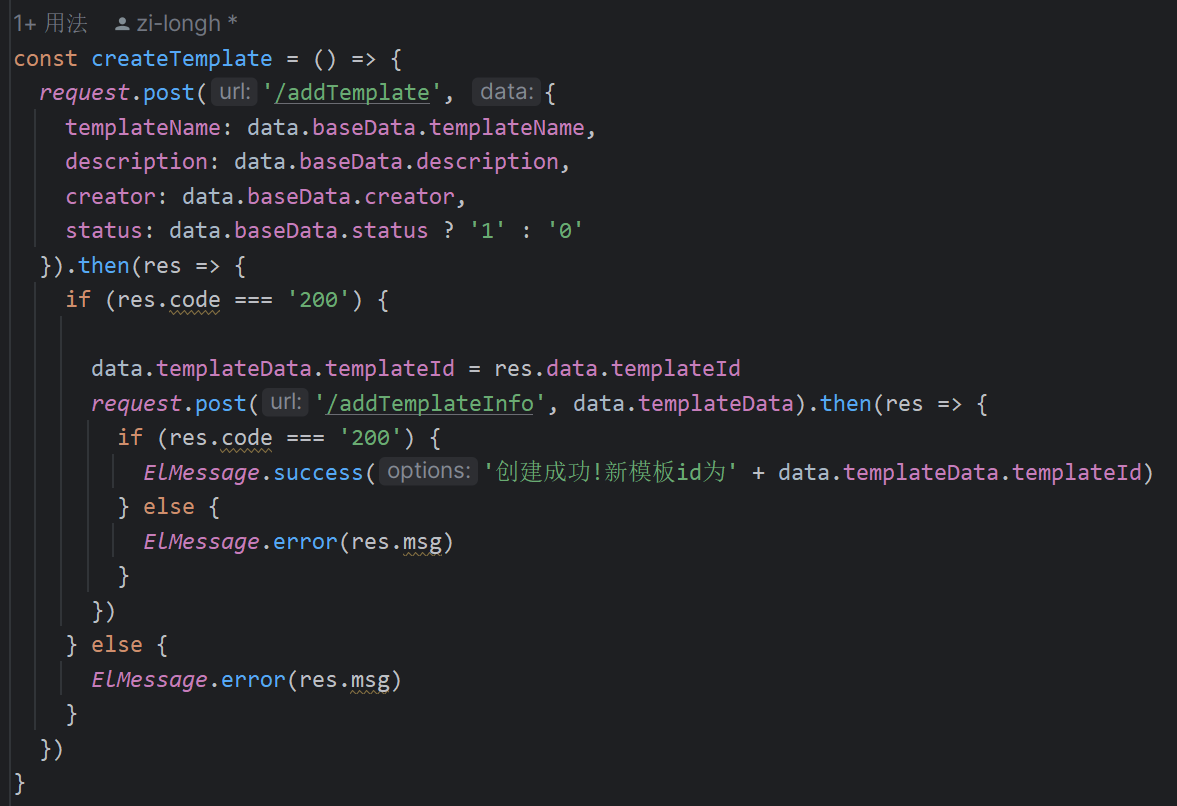 1+ 用法 zi-longh *
const createTemplate = () => {
  request.post( url: '/addTemplate', data: {
    templateName: data.baseData.templateName,
    description: data.baseData.description,
    creator: data.baseData.creator,
    status: data.baseData.status ? '1' : '0'
  }).then(res => {
    if (res.code === '200') {

      data.templateData.templateId = res.data.templateId
      request.post( url: '/addTemplateInfo', data.templateData).then(res => {
        if (res.code === '200') {
          ElMessage.success( options: '创建成功!新模板id为' + data.templateData.templateId)
        } else {
          ElMessage.error(res.msg)
        }
      })
    } else {
      ElMessage.error(res.msg)
    }
  })
}